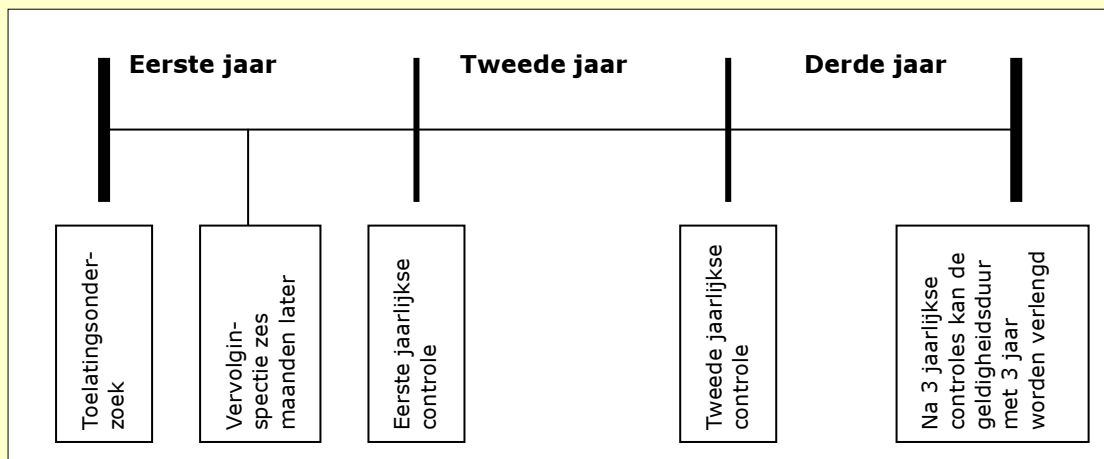 Eerste jaar
Tweede jaar
Derde jaar
Toelatingsonder-
zoek
Vervolgin-
spectie zes
maanden later
Eerste jaarlijkse
controle
Tweede jaarlijkse
controle
Na 3 jaarlijkse
controles kan de
geldigheidsduur
met 3 jaar
worden verlengd